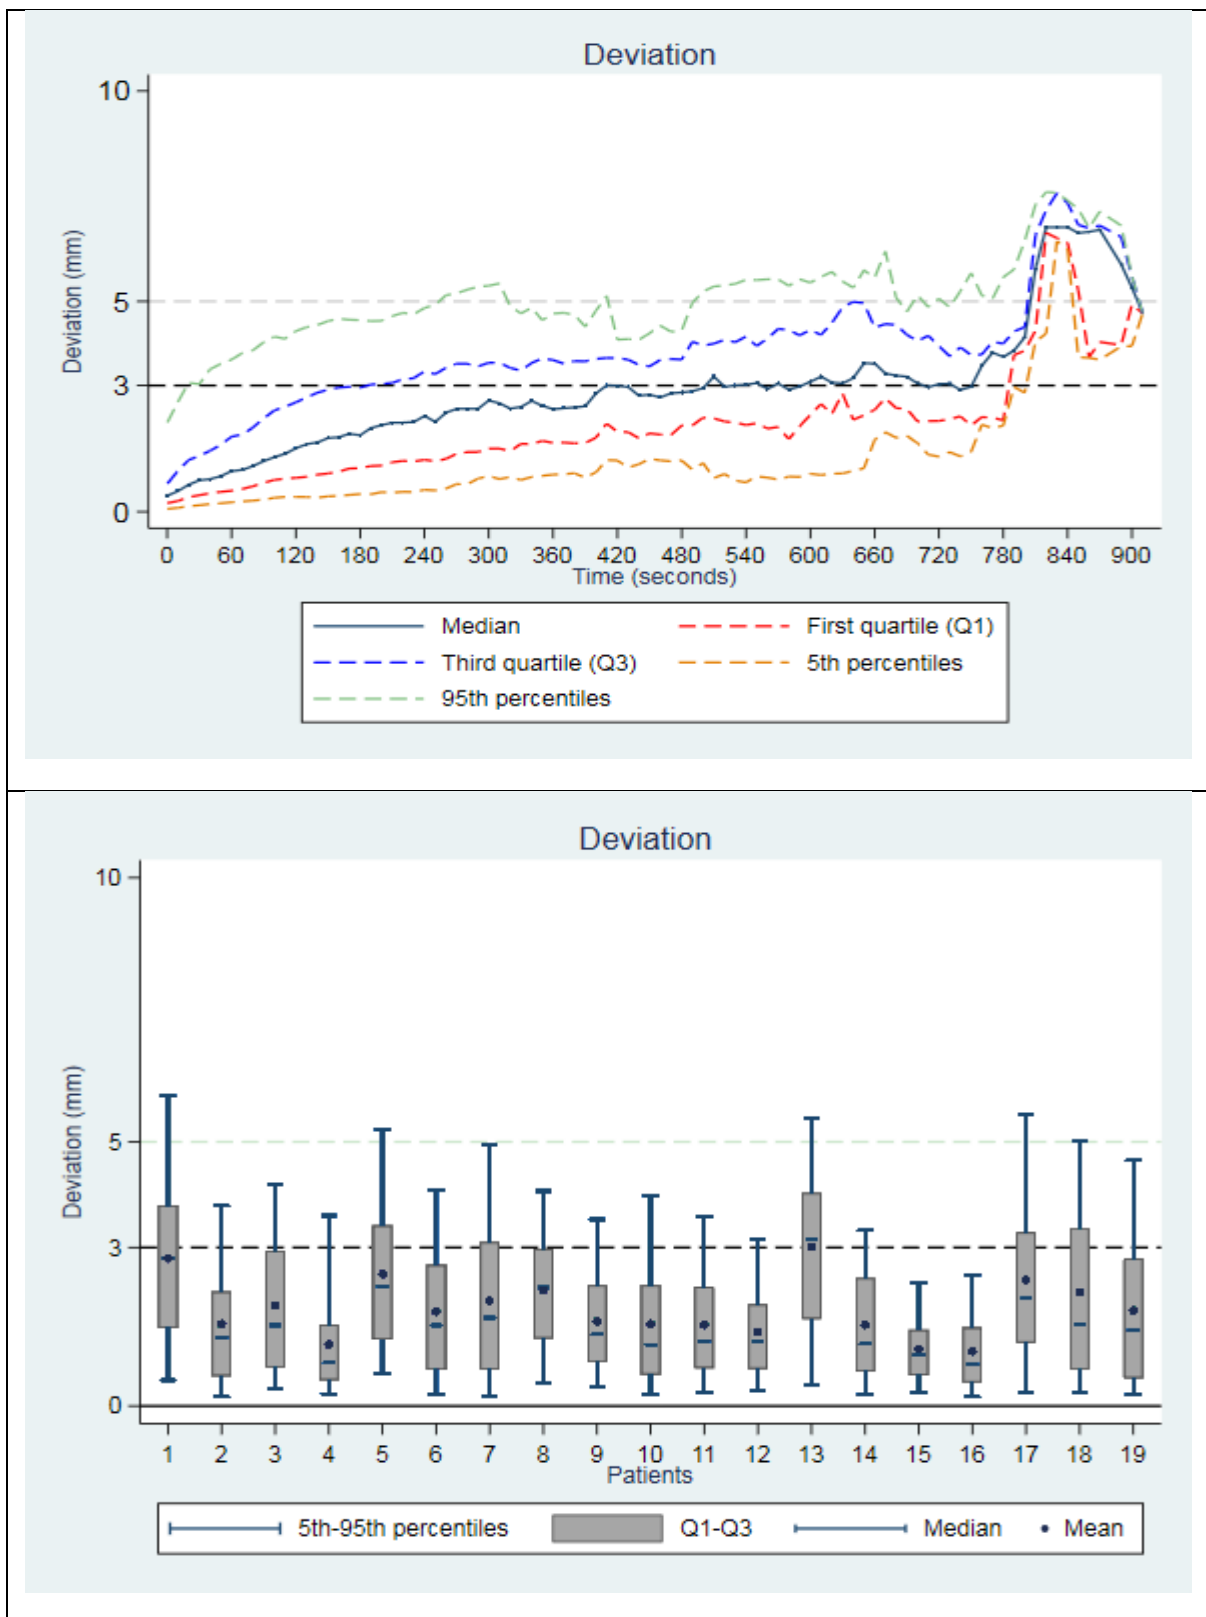 Deviation
10
5
3
0
Deviation (mm)
0 60 120 180 240 300 360 420 480 540 600 660 720 780 840 900
Time (seconds)
Median First quartile (Q1)
Third quartile (Q3) 5th percentiles
95th percentiles
Deviation
10
5
3
0
Deviation (mm)
1 2 3 4 5 6 7 8 9 10 11 12 13 14 15 16 17 18 19
Patients
5th-95th percentiles Q1-Q3 Median Mean